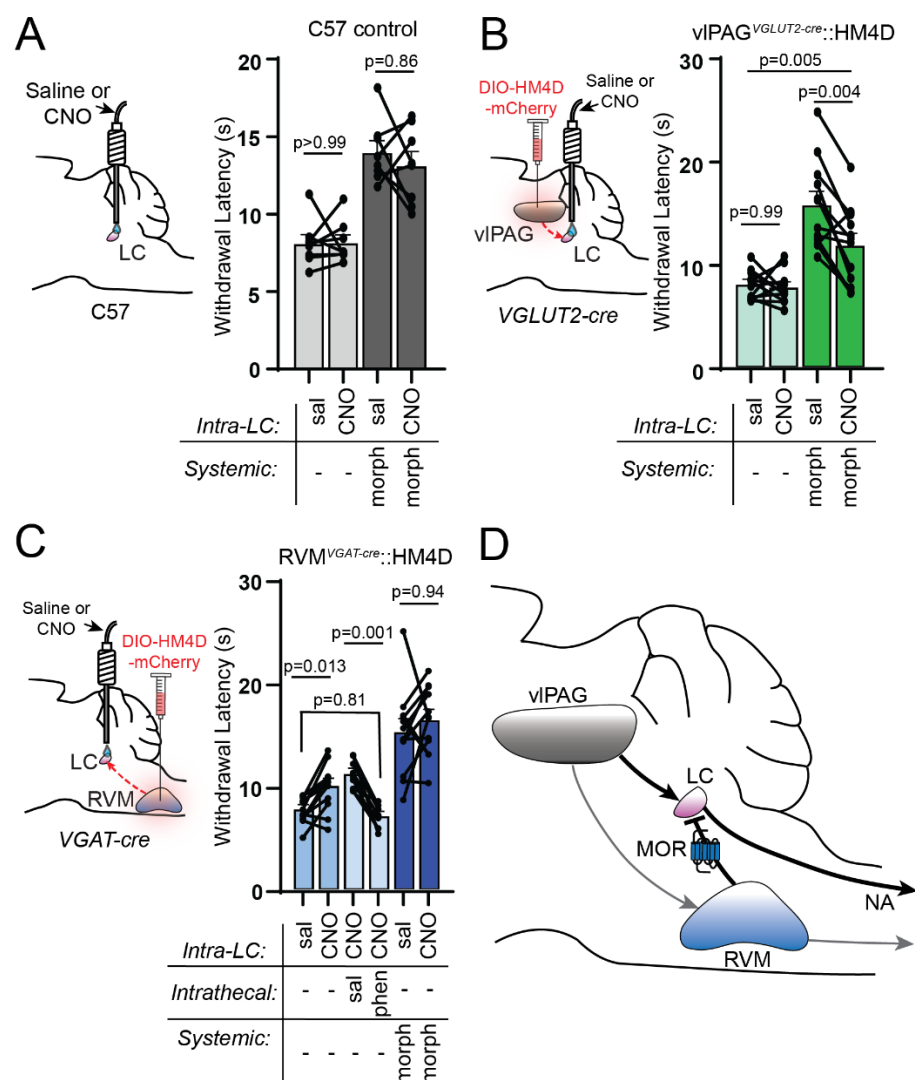 A
C57 control
Saline or
CNO
LC
C57
Withdrawal Latency (s)
20
15
10
5
0
p>0.99
p=0.86
sal
CNO
sal
CNO
Intra-LC:
Systemic:
-
-
morph
morph
B
vlPAGVGLUT2-cre::HM4D
DIO-HM4D
-mCherry
Saline or
CNO
vlPAG
LC
VGLUT2-cre
Withdrawal Latency (s)
30
20
10
0
p=0.005
p=0.004
p=0.99
sal
CNO
sal
CNO
Intra-LC:
Systemic:
-
-
morph
morph
C
RVMVGAT-cre::HM4D
Saline or
CNO
DIO-HM4D
-mCherry
LC
RVM
VGAT-cre
Withdrawal Latency (s)
30
20
10
0
p=0.94
p=0.001
p=0.013
p=0.81
sal
CNO
CNO
CNO
sal
CNO
Intra-LC:
Intrathecal:
-
-
sal
phen
-
-
Systemic:
-
-
-
-
morph
morph
D
vlPAG
LC
MOR
NA
RVM